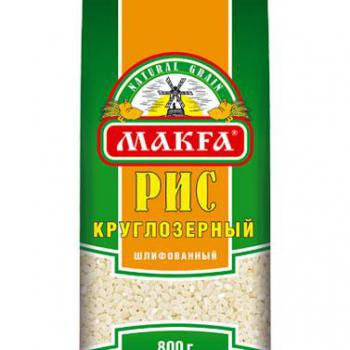 NATURAL GRAIN
MAKFA®
РИС
КРУГЛОЗЕРНЫЙ
ШЛИФОВАННЫЙ
800 г